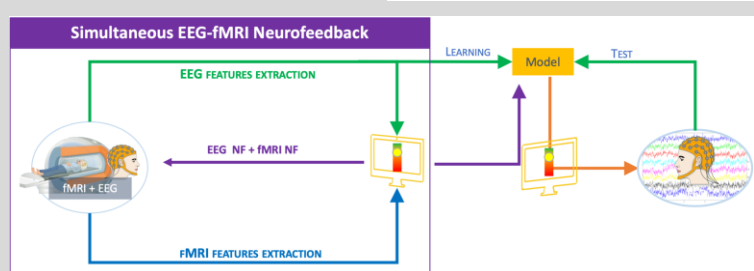 Simultaneous EEG-fMRI Neurofeedback
LEARNING
Model
TEST
EEG FEATURES EXTRACTION
EEG NF + fMRI NF
fMRI + EEG
fMRI FEATURES EXTRACTION